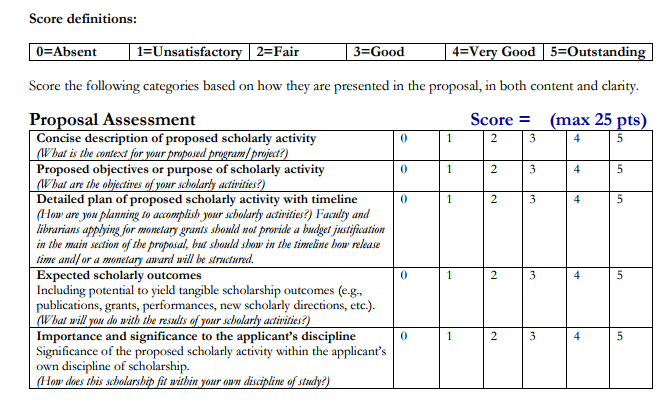 Score definitions:
0=Absent 1=Unsatisfactory 2=Fair 3=Good 4=Very Good 5=Outstanding
Score the following categories based on how they are presented in the proposal, in both content and clarity.
Proposal Assessment Score = (max 25 pts)
Concise description of proposed scholarly activity 0 1 2 3 4 5
(What is the context for your proposed program/project?)
Proposed objectives or purpose of scholarly activity 0 1 2 3 4 5
(What are the objectives of your scholarly activities?)
Detailed plan of proposed scholarly activity with timeline 0 1 2 3 4 5
(How are you planning to accomplish your scholarly activities?) Faculty and
librarians applying for monetary grants should not provide a budget justification
in the main section of the proposal, but should show in the timeline how release
time and/or a monetary award will be structured.
Expected scholarly outcomes 0 1 2 3 4 5
Including potential to yield tangible scholarship outcomes (e.g.,
publications, grants, performances, new scholarly directions, etc.).
(What will you do with the results of your scholarly activities?)
Importance and significance to the applicant's discipline 0 1 2 3 4 5
Significance of the proposed scholarly activity within the applicant's
own discipline of scholarship.
(How does this scholarship fit within your own discipline of study?)